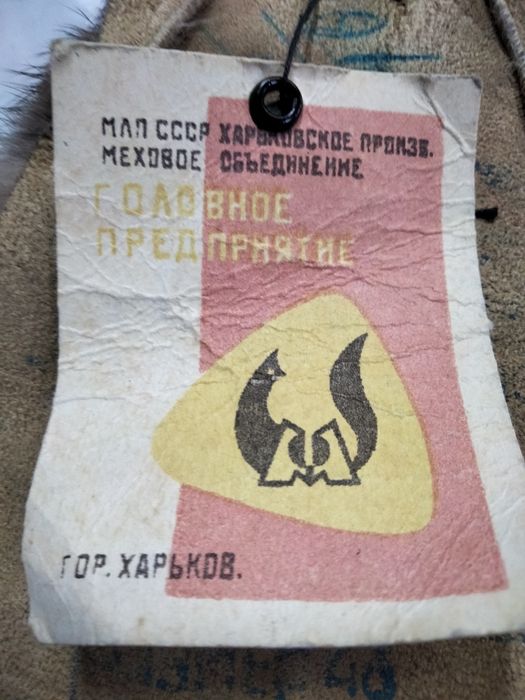 МЛП СССР ХАРЬКОВСКОЕ ПРОИЗВ.
МЕХОВОЕ ОБЪЕДИНЕНИЕ
ГОЛОВНОЕ
ПРЕДПРИЯТИЕ
ГОР. ХАРЬКОВ.